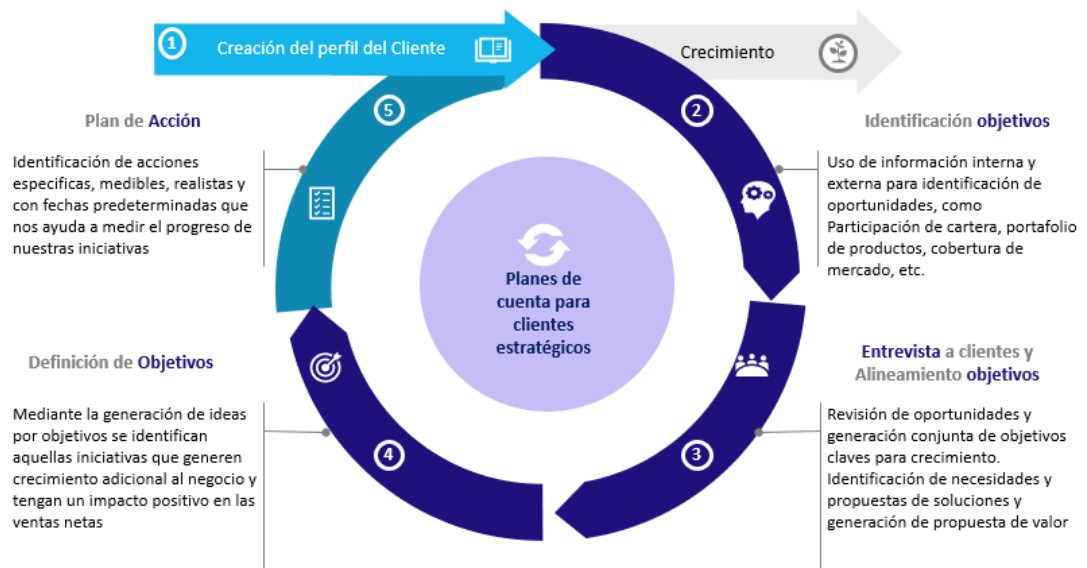 1
Creación del perfil del Cliente
Crecimiento
5
2
Plan de Acción
Identificación de acciones
especificas, medibles, realistas y
con fechas predeterminadas que
nos ayuda a medir el progreso de
nuestras iniciativas
Identificación objetivos
Uso de información interna y
externa para identificación de
oportunidades, como
Participación de cartera, portafolio
de productos, cobertura de
mercado, etc.
Planes de
cuenta para
clientes
estratégicos
Definición de Objetivos
Mediante la generación de ideas
por objetivos se identifican
aquellas iniciativas que generen
crecimiento adicional al negocio y
tengan un impacto positivo en las
ventas netas
4
3
Entrevista a clientes y
Alineamiento objetivos
Revisión de oportunidades y
generación conjunta de objetivos
claves para crecimiento.
Identificación de necesidades y
propuestas de soluciones y
generación de propuesta de valor